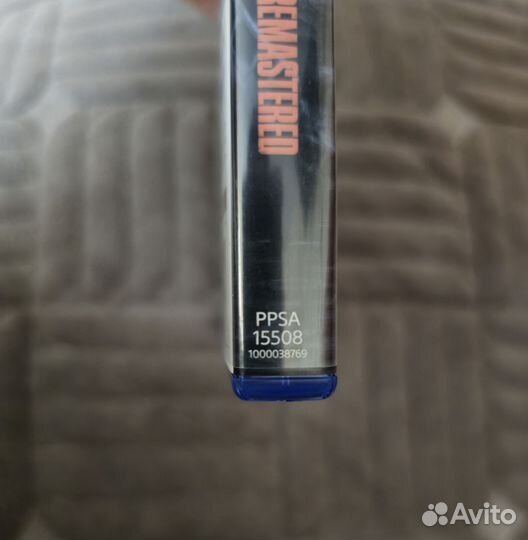 REMASTERED
PPSA
15508
1000038769
Avito